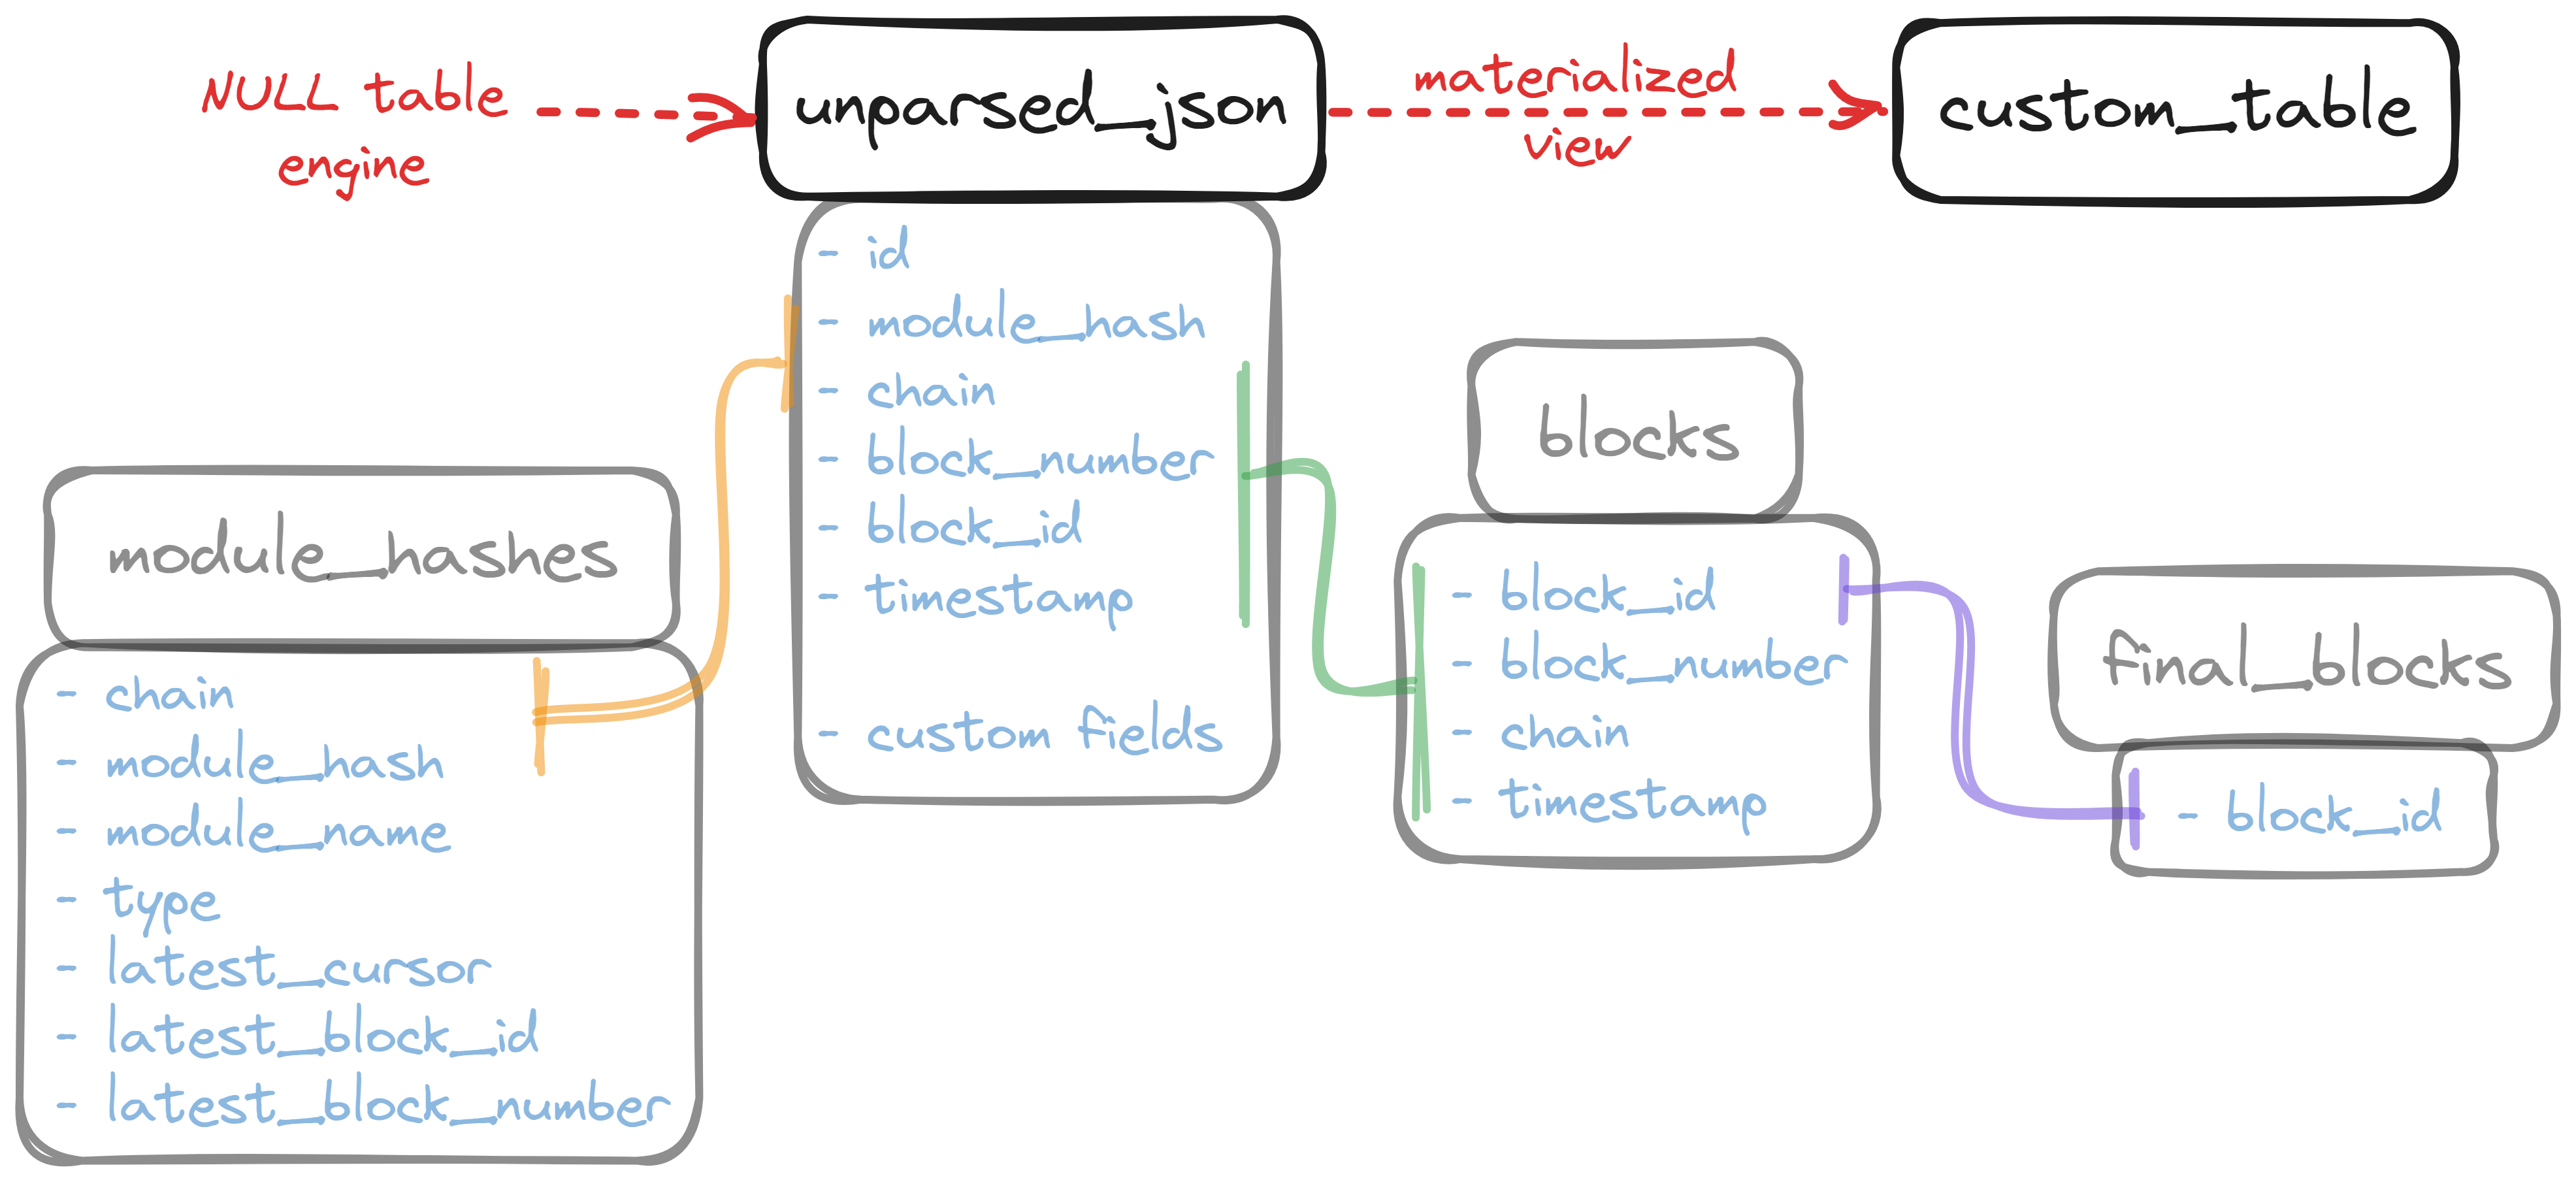 NULL table
engine
unparsed_json
materialized
view
custom_table
- id
- module_hash
- chain
- block_number
- block_id
- timestamp
- custom fields
module_hashes
- chain
- module_hash
- module_name
- type
- latest_cursor
- latest_block_id
- latest_block_number
blocks
- block_id
- block_number
- chain
- timestamp
final_blocks
- block_id